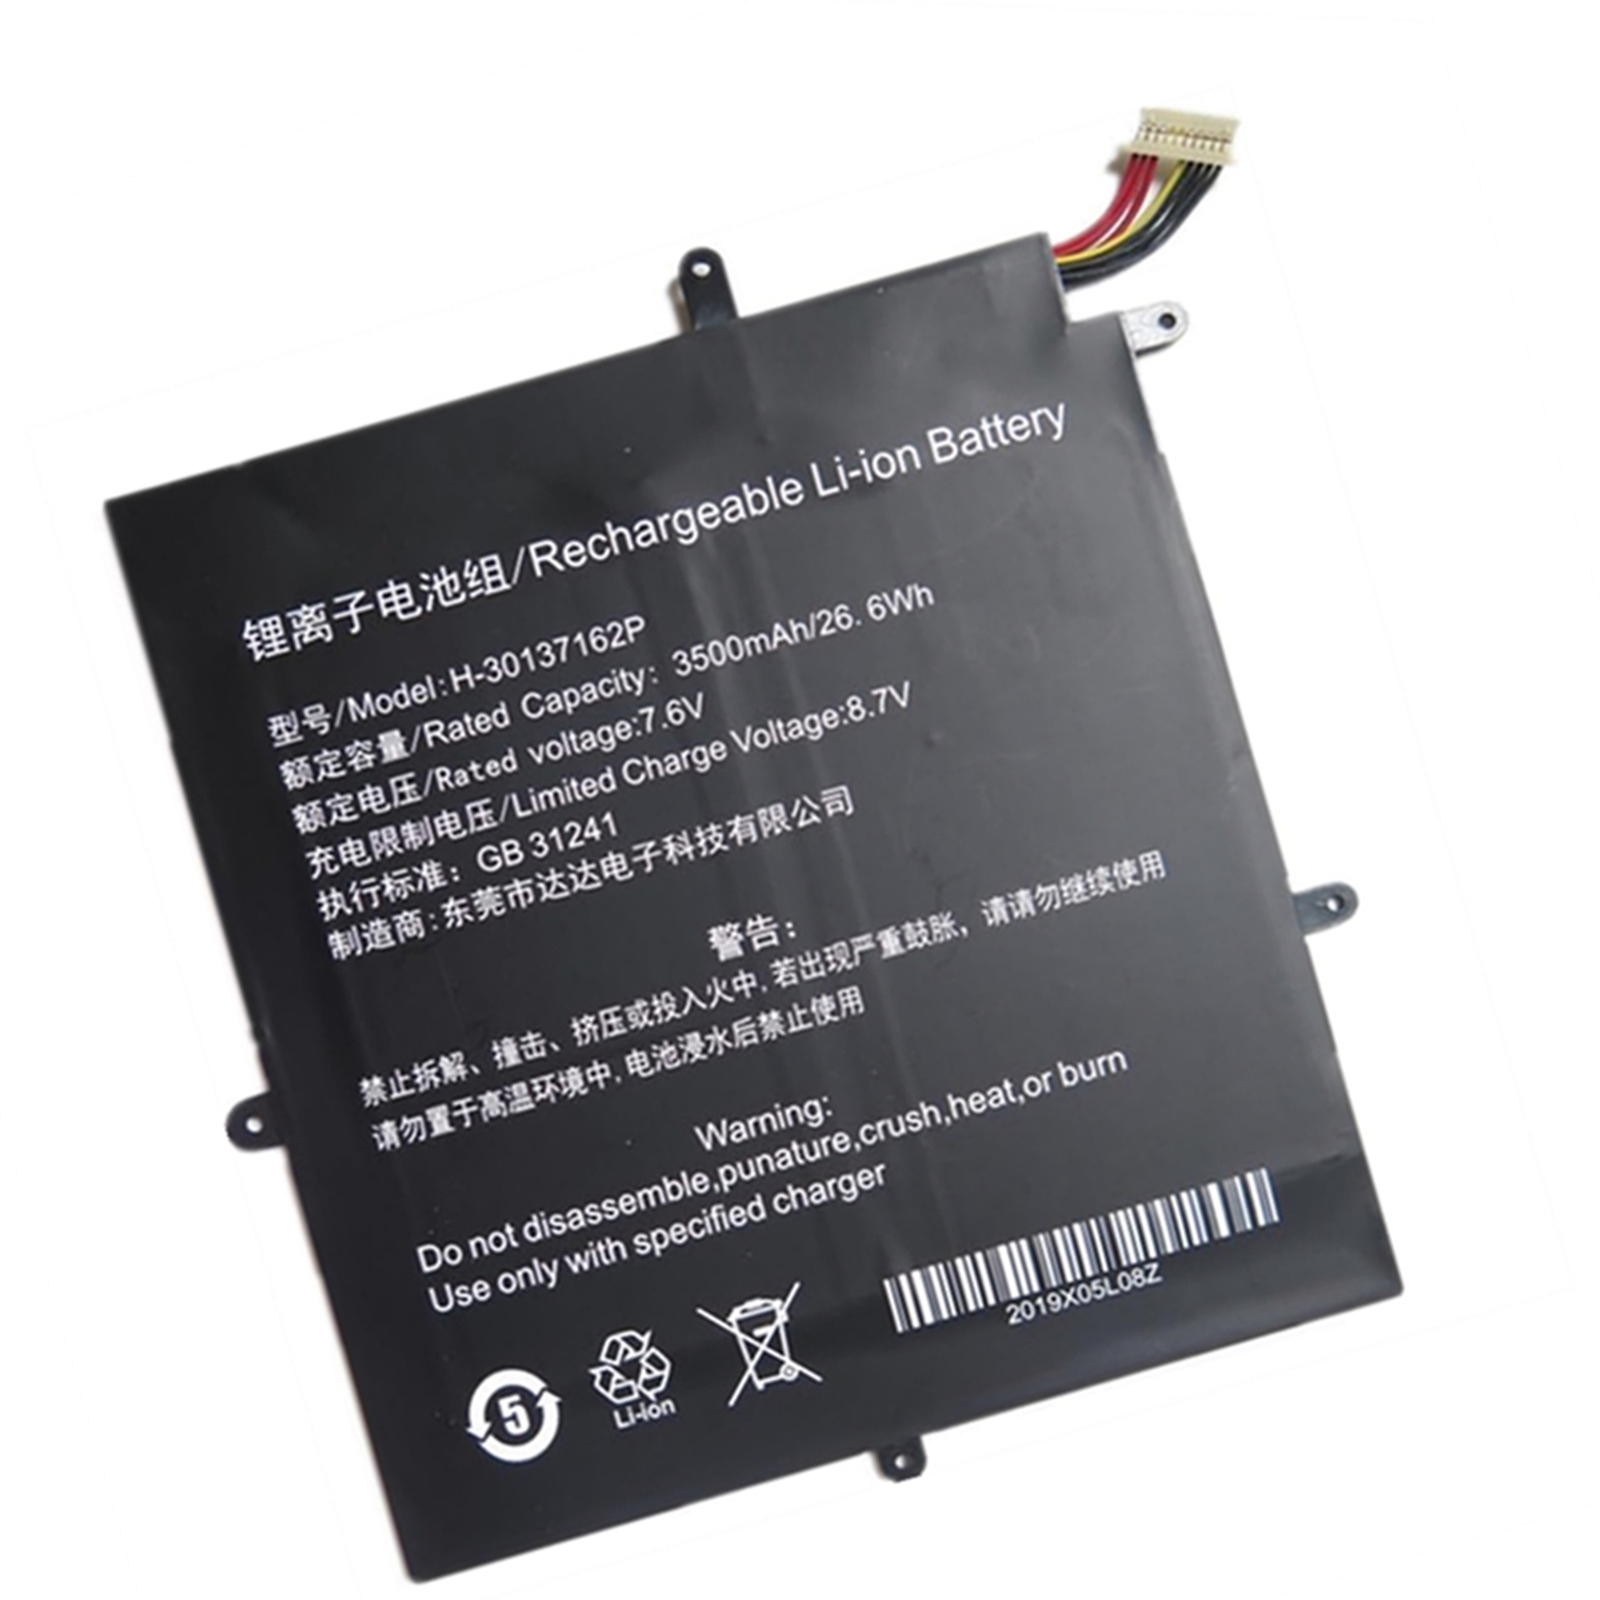 锂离子电池组/Rechargeable Li-ion Battery
型号/Model:H-30137162P
额定容量/Rated Capacity: 3500mAh/26. 6Wh
额定电压/Rated voltage:7.6V
充电限制电压/Limited Charge Voltage:8.7V
执行标准: GB 31241
制造商:东莞市达达电子科技有限公司
警告:
禁止拆解、撞击、挤压或投入火中,若出现严重鼓胀,请请勿继续使用
请勿置于高温环境中,电池浸水后禁止使用
Warning:
Do not disassemble,punature,crush,heat,or burn
Use only with specified charger
2019X05L08Z
5
Li-ion